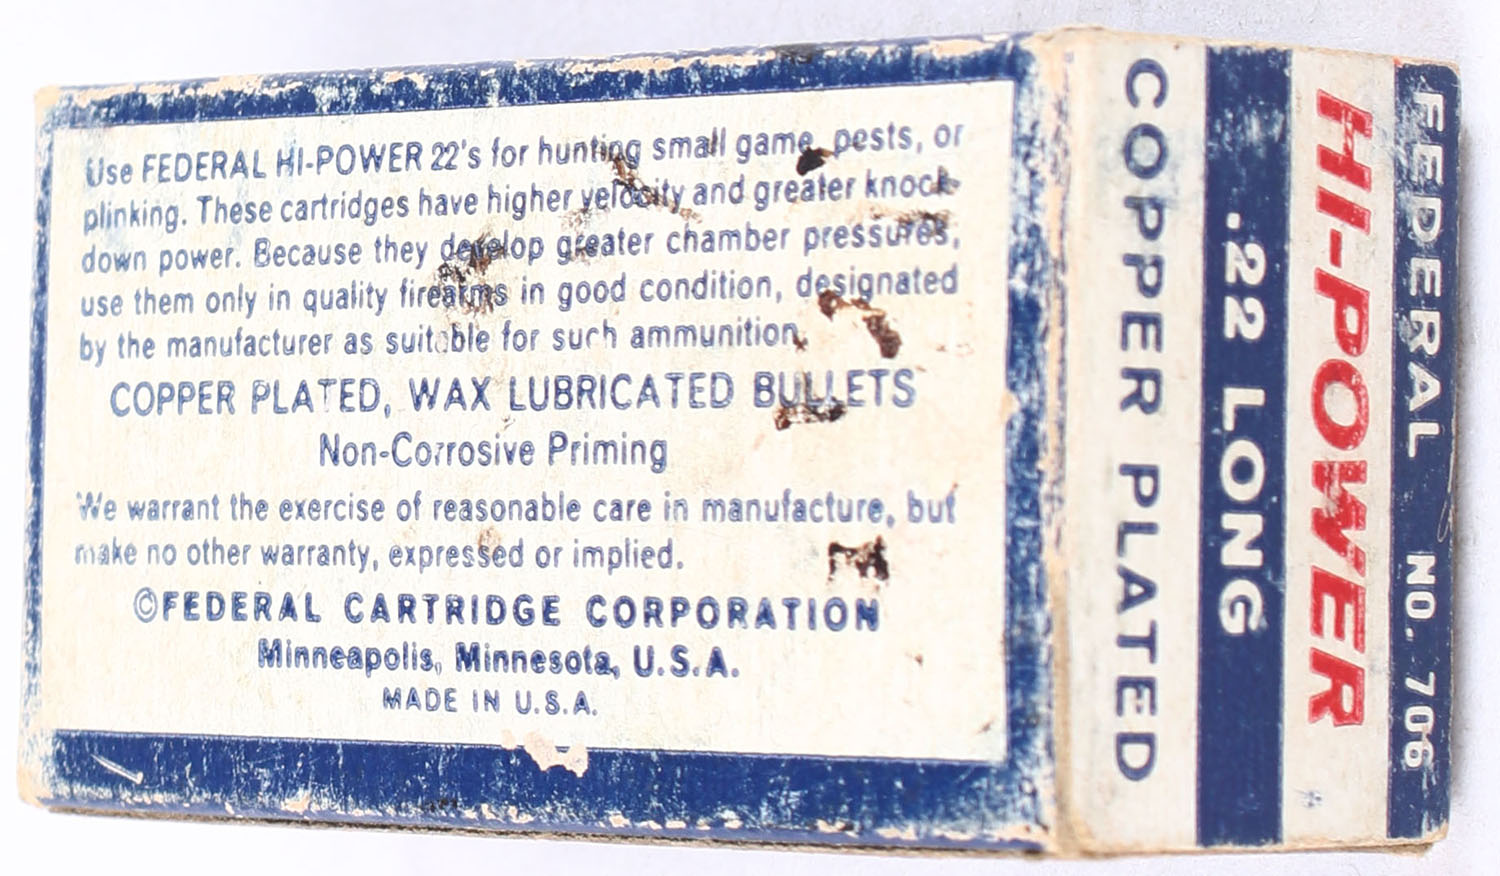 Use FEDERAL HI-POWER 22's for hunting small game, pests, or
plinking. These cartridges have higher velocity and greater knock-
down power. Because they develop greater chamber pressures,
use them only in quality firearms in good condition, designated
by the manufacturer as suitable for such ammunition.
COPPER PLATED, WAX LUBRICATED BULLETS
Non-Corrosive Priming
We warrant the exercise of reasonable care in manufacture, but
make no other warranty, expressed or implied.
©FEDERAL CARTRIDGE CORPORATION
Minneapolis, Minnesota, U.S.A.
MADE IN U.S.A.
FEDERAL NO. 706
HI-POWER
.22 LONG
COPPER PLATED